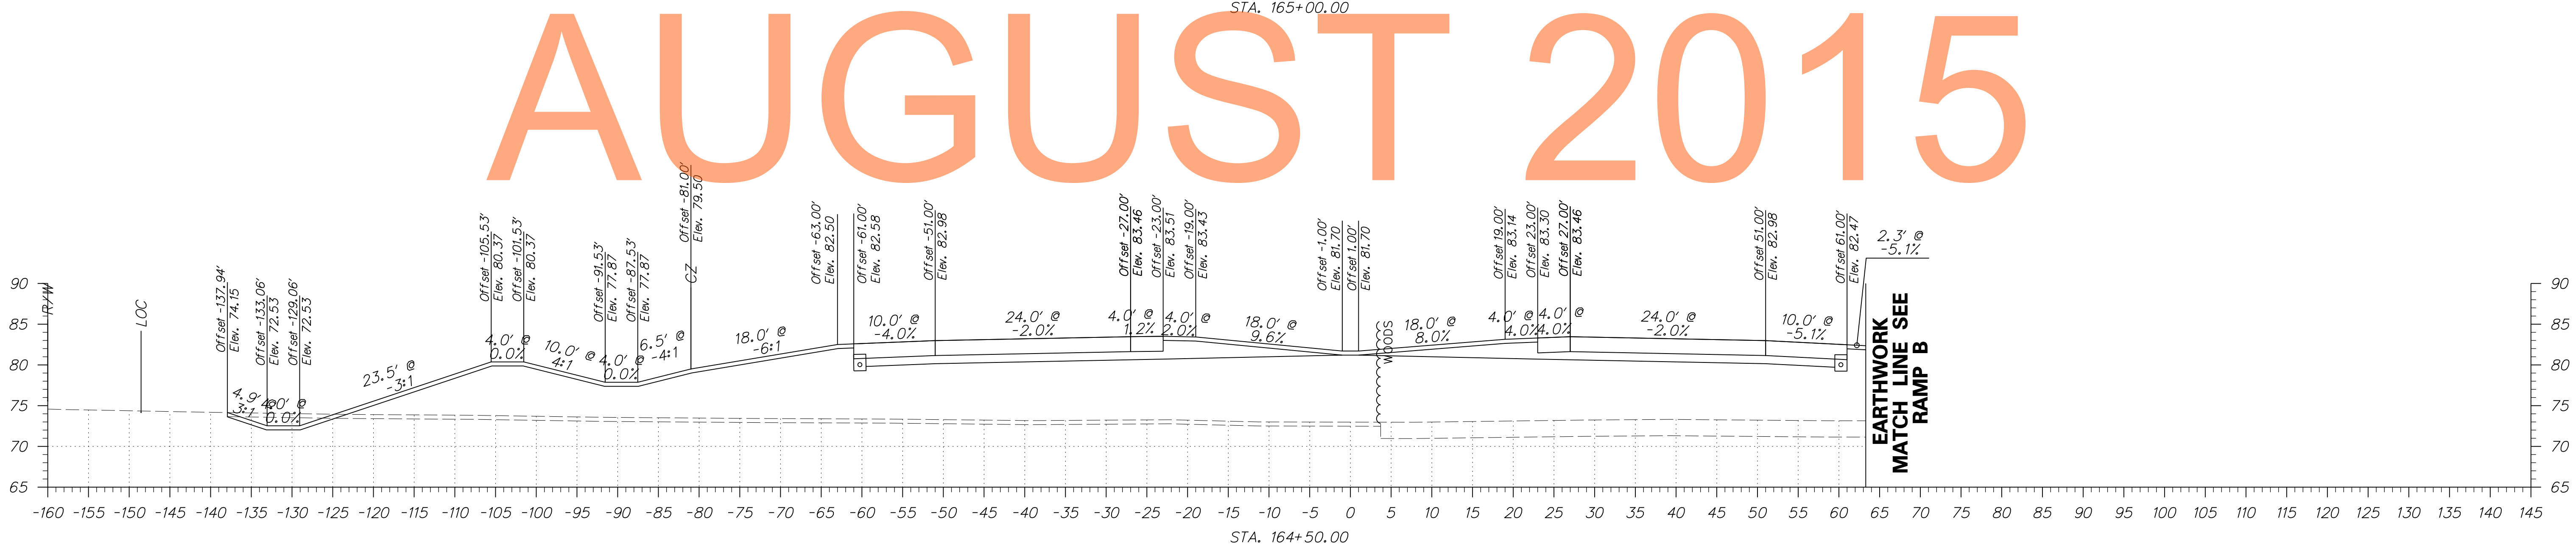 STA. 165+00.00
AUGUST 2015
R/W
LOC
Offset -137.94'
Elev. 74.15
Offset -133.06'
Elev. 72.53
Offset -129.06'
Elev. 72.53
Offset -105.53'
Elev. 80.37
Offset -101.53'
Elev. 80.37
Offset -91.53'
Elev. 77.87
Offset -87.53'
Elev. 77.87
Offset -81.00'
Elev. 79.50
CZ
Offset -63.00'
Elev. 82.50
Offset -61.00'
Elev. 82.58
Offset -51.00'
Elev. 82.98
Offset -27.00'
Elev. 83.46
Offset -23.00'
Elev. 83.51
Offset -19.00'
Elev. 83.43
Offset -1.00'
Elev. 81.70
Offset 1.00'
Elev. 81.70
Offset 19.00'
Elev. 83.14
Offset 23.00'
Elev. 83.30
Offset 27.00'
Elev. 83.46
Offset 51.00'
Elev. 82.98
Offset 61.00'
Elev. 82.47
2.3' @
-5.1%
4.9' @
3:1
4.0' @
0.0%
23.5' @
-3:1
4.0' @
0.0%
10.0' @
4:1
4.0' @
0.0%
6.5' @
-4:1
18.0' @
-6:1
10.0' @
-4.0%
24.0' @
-2.0%
4.0' @
1.2%
4.0' @
2.0%
18.0' @
9.6%
WOODS
18.0' @
8.0%
4.0' @
4.0%
4.0' @
4.0%
24.0' @
-2.0%
10.0' @
-5.1%
EARTHWORK
MATCH LINE SEE
RAMP B
90
85
80
75
70
65
90
85
80
75
70
65
-160 -155 -150 -145 -140 -135 -130 -125 -120 -115 -110 -105 -100 -95 -90 -85 -80 -75 -70 -65 -60 -55 -50 -45 -40 -35 -30 -25 -20 -15 -10 -5 0 5 10 15 20 25 30 35 40 45 50 55 60 65 70 75 80 85 90 95 100 105 110 115 120 125 130 135 140 145
STA. 164+50.00